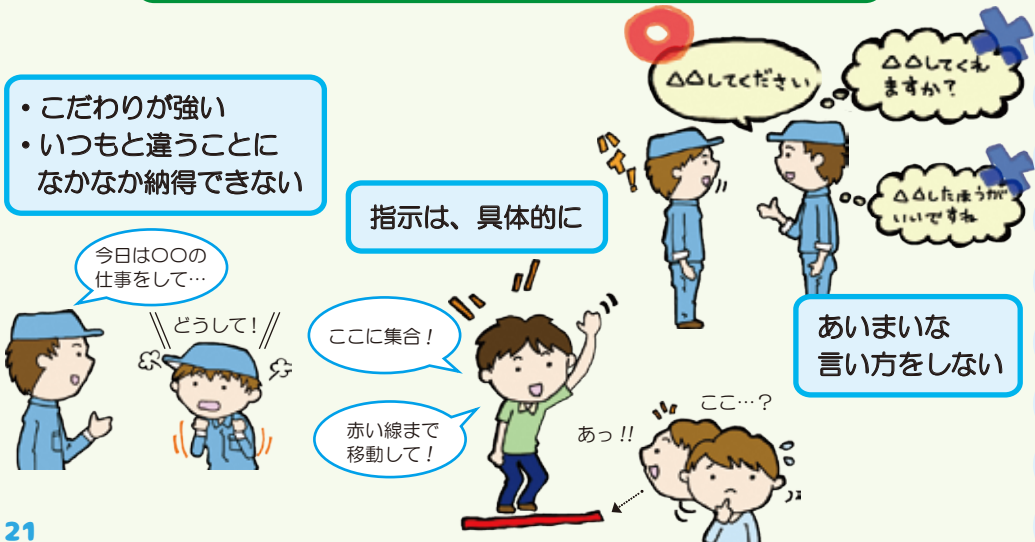 ・こだわりが強い
・いつもと違うことに
なかなか納得できない
今日は〇〇の
仕事をして…
どうして！
指示は、具体的に
ここに集合！
赤い線まで
移動して！
あっ!!
ここ…？
ハイ！
△△してください
△△してくれ
ますか？
△△したほうが
いいですね
あいまいな
言い方をしない
21